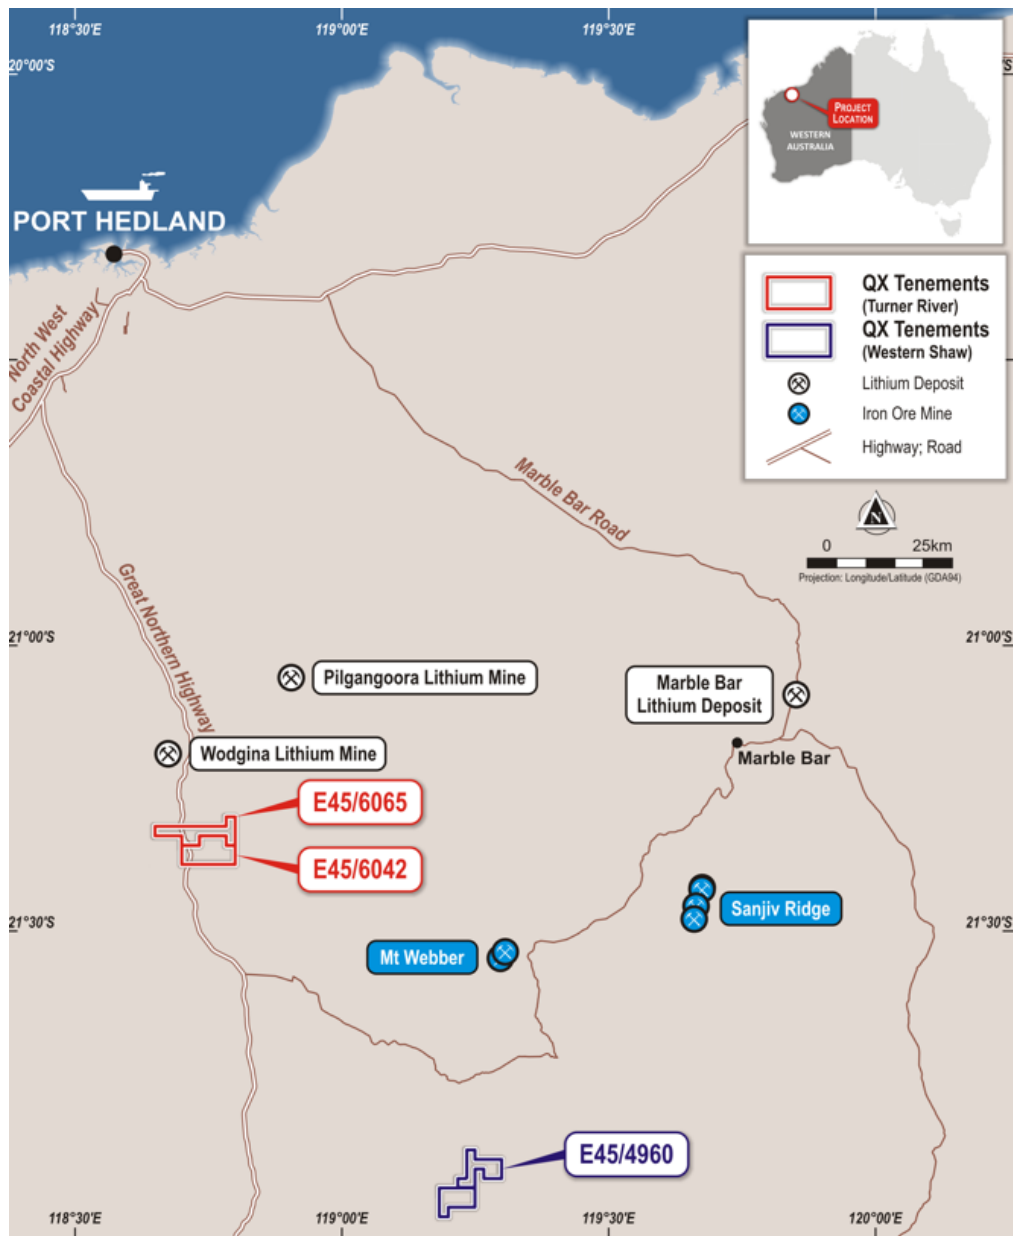 118°30'E
119°00'E
119°30'E
20°00'S
PROJECT
LOCATION
WESTERN
AUSTRALIA
PORT HEDLAND
North West
Coastal Highway
QX Tenements
(Turner River)
QX Tenements
(Western Shaw)
Lithium Deposit
Iron Ore Mine
Highway; Road
N
0 25km
Projection: Longitude/Latitude (GDA94)
Marble Bar Road
Great Northern Highway
21°00'S
21°00'S
Pilgangoora Lithium Mine
Marble Bar
Lithium Deposit
Wodgina Lithium Mine
Marble Bar
E45/6065
E45/6042
Sanjiv Ridge
21°30'S
21°30'S
Mt Webber
E45/4960
118°30'E
119°00'E
119°30'E
120°00'E